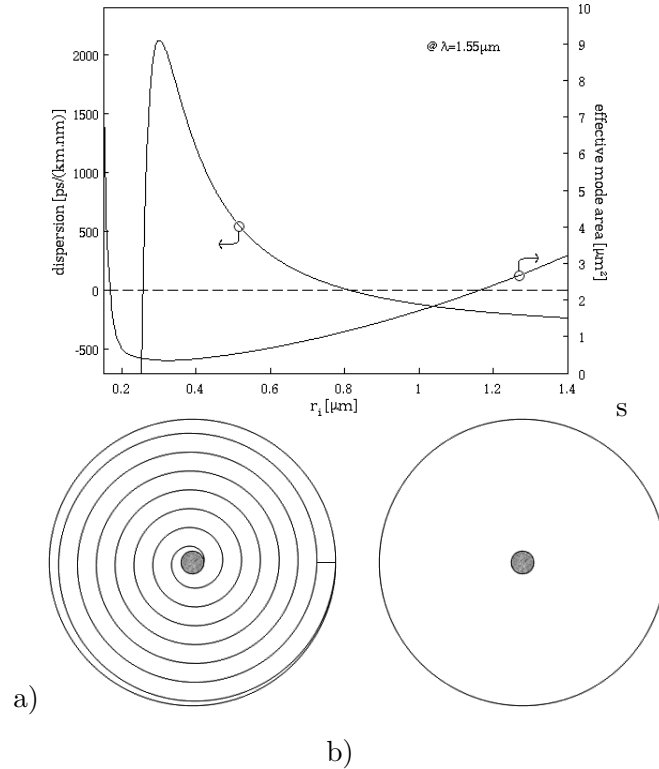 10
2000
9
@ λ=1.55μm
8
1500
7
1000
6
5
500
4
0
3
2
-500
1
0
0.2 0.4 0.6 0.8 1 1.2 1.4
dispersion [ps/(km.nm)]
effective mode area [μm²]
r_i [μm]
s
a)
b)